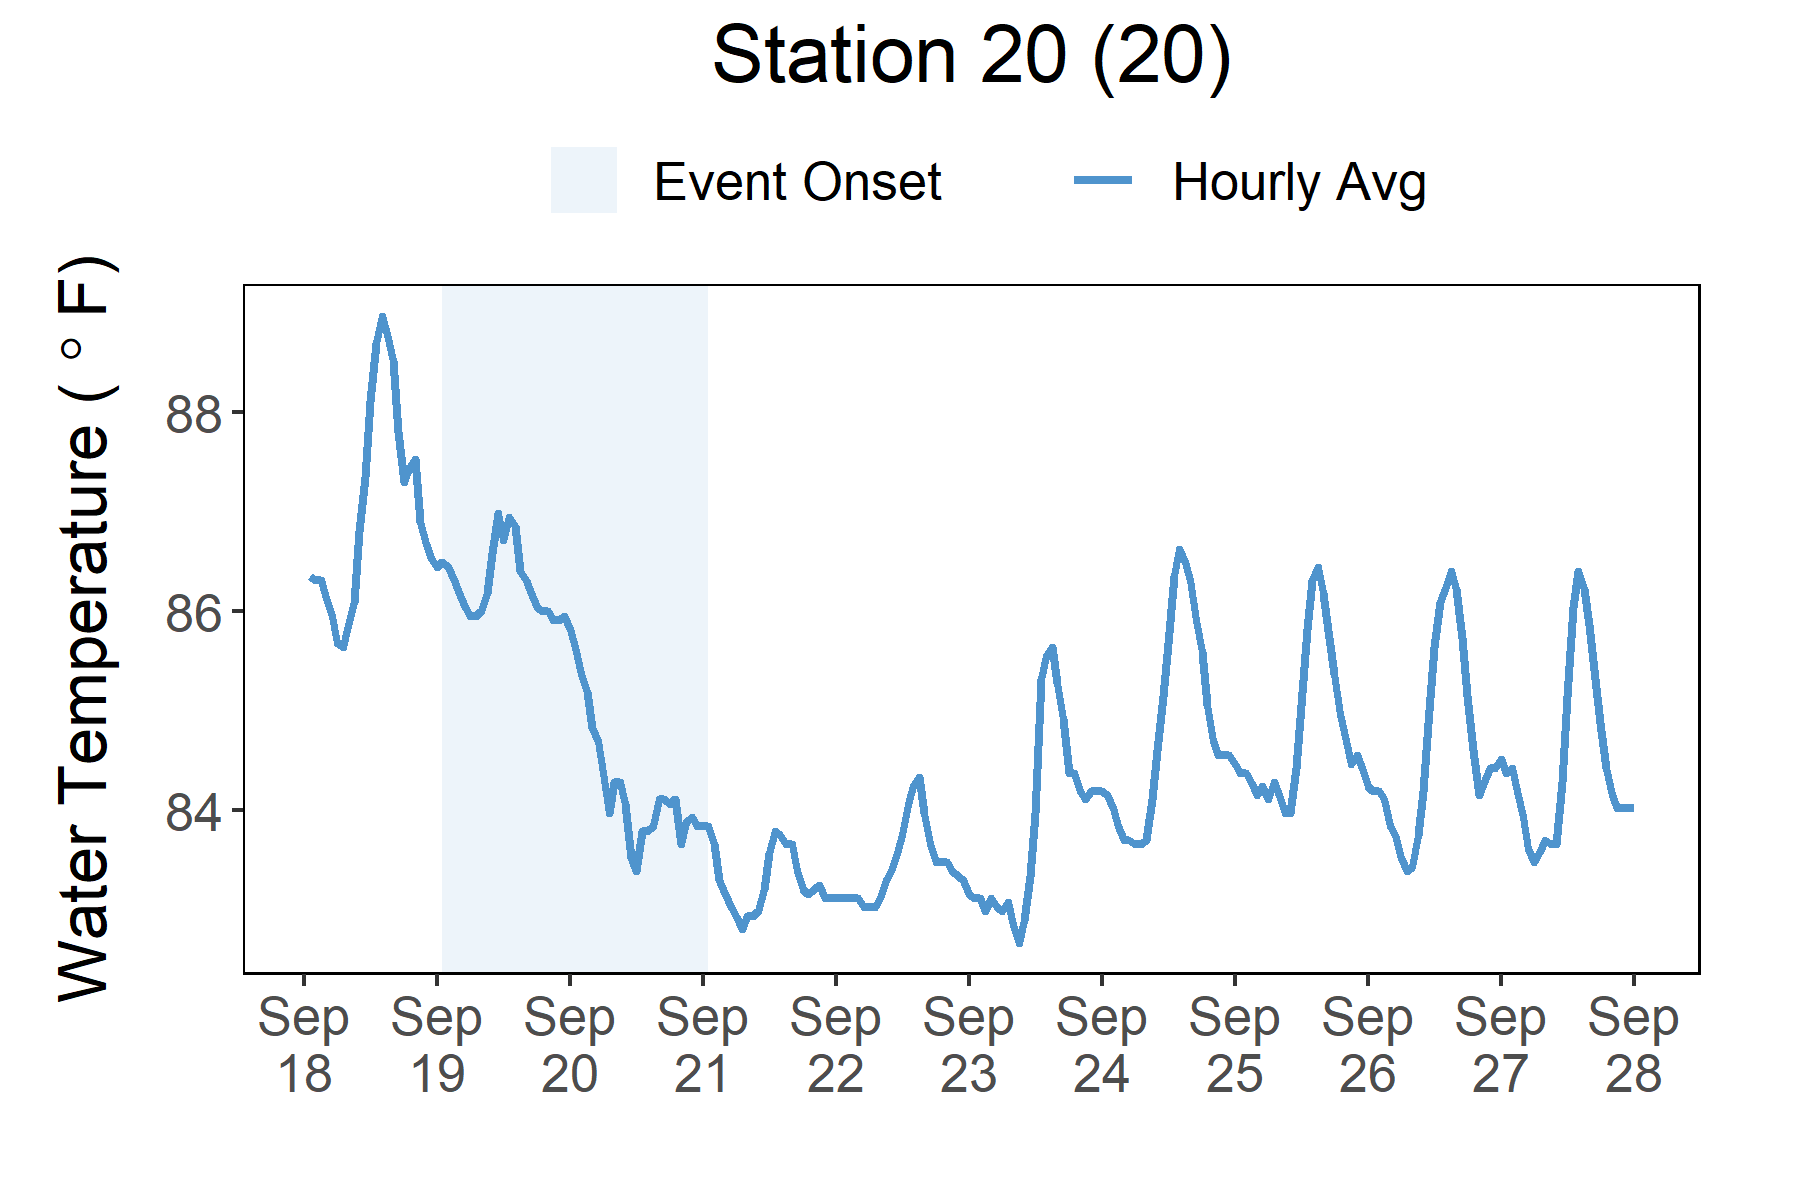 Station 20 (20)
Event Onset
Hourly Avg
Water Temperature ( ° F)
88
86
84
Sep 18
Sep 19
Sep 20
Sep 21
Sep 22
Sep 23
Sep 24
Sep 25
Sep 26
Sep 27
Sep 28